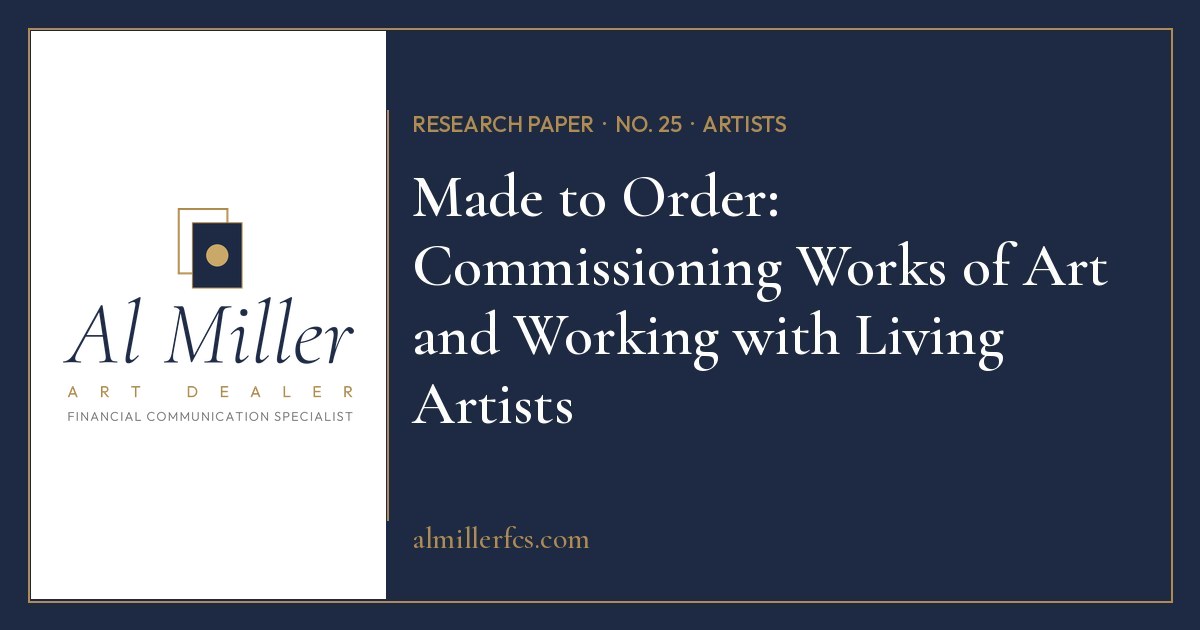 Al Miller
ART DEALER
FINANCIAL COMMUNICATION SPECIALIST
RESEARCH PAPER · NO. 25 · ARTISTS
Made to Order:
Commissioning Works of Art
and Working with Living
Artists
almillerfcs.com